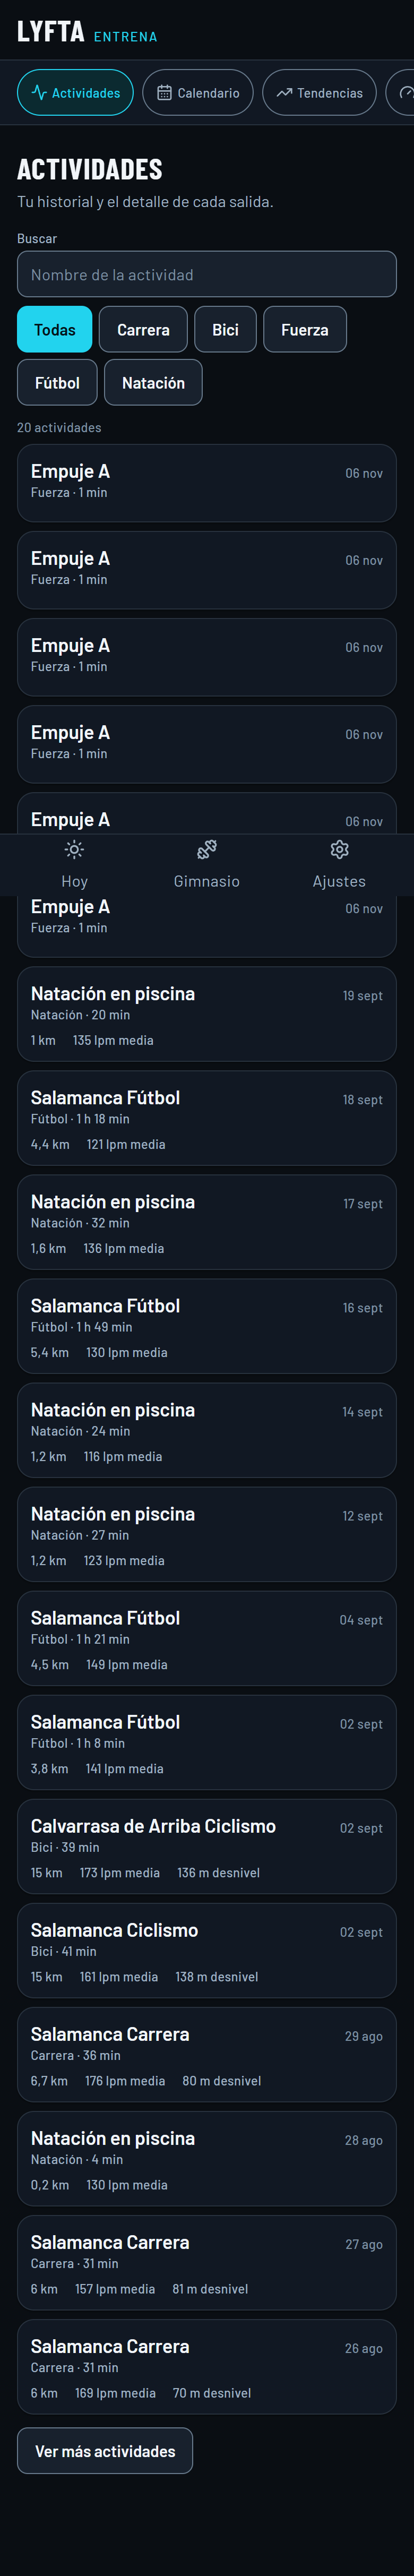 LYFTA ENTRENA
Actividades Calendario Tendencias
ACTIVIDADES
Tu historial y el detalle de cada salida.
Buscar
Nombre de la actividad
Todas Carrera Bici Fuerza
Fútbol Natación
20 actividades
Empuje A 06 nov
Fuerza · 1 min
Empuje A 06 nov
Fuerza · 1 min
Empuje A 06 nov
Fuerza · 1 min
Empuje A 06 nov
Fuerza · 1 min
Empuje A 06 nov
Hoy Gimnasio Ajustes
Empuje A 06 nov
Fuerza · 1 min
Natación en piscina 19 sept
Natación · 20 min
1 km 135 lpm media
Salamanca Fútbol 18 sept
Fútbol · 1 h 18 min
4,4 km 121 lpm media
Natación en piscina 17 sept
Natación · 32 min
1,6 km 136 lpm media
Salamanca Fútbol 16 sept
Fútbol · 1 h 49 min
5,4 km 130 lpm media
Natación en piscina 14 sept
Natación · 24 min
1,2 km 116 lpm media
Natación en piscina 12 sept
Natación · 27 min
1,2 km 123 lpm media
Salamanca Fútbol 04 sept
Fútbol · 1 h 21 min
4,5 km 149 lpm media
Salamanca Fútbol 02 sept
Fútbol · 1 h 8 min
3,8 km 141 lpm media
Calvarrasa de Arriba Ciclismo 02 sept
Bici · 39 min
15 km 173 lpm media 136 m desnivel
Salamanca Ciclismo 02 sept
Bici · 41 min
15 km 161 lpm media 138 m desnivel
Salamanca Carrera 29 ago
Carrera · 36 min
6,7 km 176 lpm media 80 m desnivel
Natación en piscina 28 ago
Natación · 4 min
0,2 km 130 lpm media
Salamanca Carrera 27 ago
Carrera · 31 min
6 km 157 lpm media 81 m desnivel
Salamanca Carrera 26 ago
Carrera · 31 min
6 km 169 lpm media 70 m desnivel
Ver más actividades